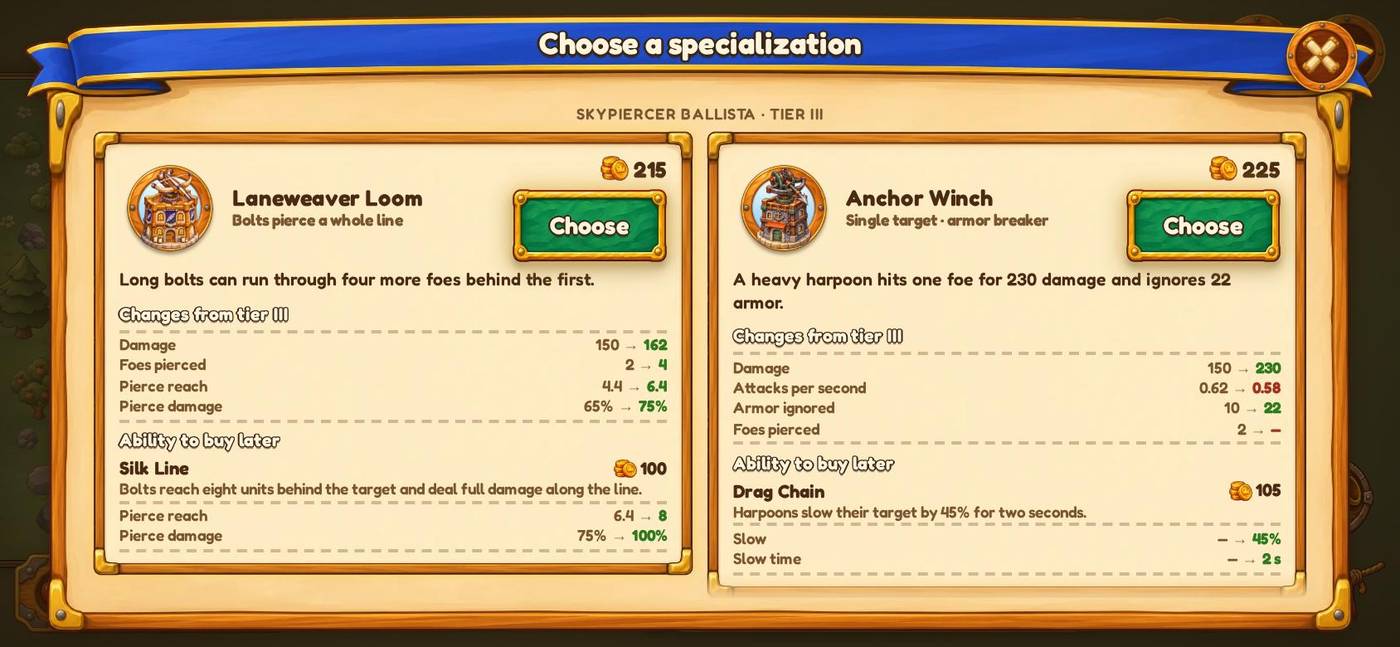 Choose a specialization
SKYPIERCER BALLISTA · TIER III
215
Laneweaver Loom
Bolts pierce a whole line
Choose
Long bolts can run through four more foes behind the first.
Changes from tier III
Damage 150 → 162
Foes pierced 2 → 4
Pierce reach 4.4 → 6.4
Pierce damage 65% → 75%
Ability to buy later
Silk Line 100
Bolts reach eight units behind the target and deal full damage along the line.
Pierce reach 6.4 → 8
Pierce damage 75% → 100%
225
Anchor Winch
Single target · armor breaker
Choose
A heavy harpoon hits one foe for 230 damage and ignores 22
armor.
Changes from tier III
Damage 150 → 230
Attacks per second 0.62 → 0.58
Armor ignored 10 → 22
Foes pierced 2 → –
Ability to buy later
Drag Chain 105
Harpoons slow their target by 45% for two seconds.
Slow – → 45%
Slow time – → 2 s